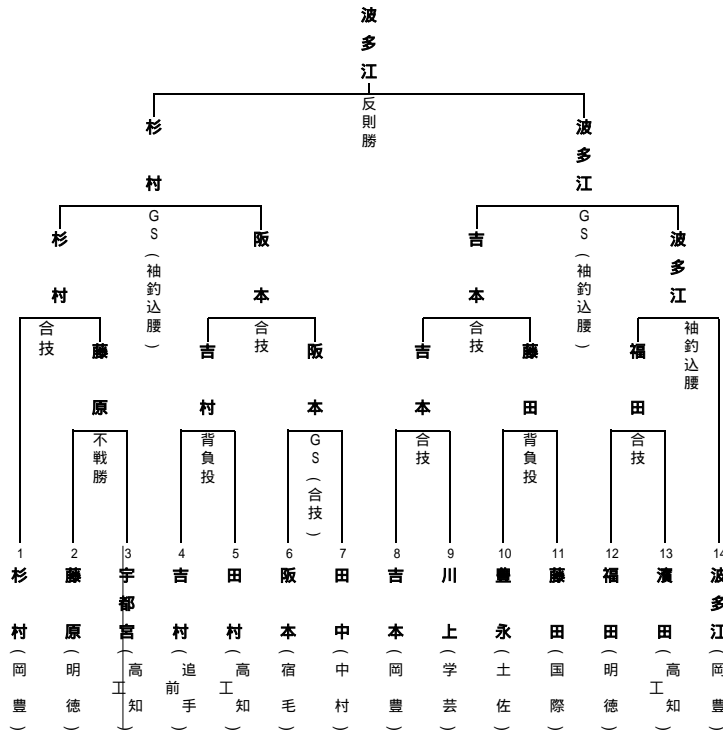 波多江
反則勝
杉村
波多江
GS（袖釣込腰）
GS（袖釣込腰）
杉村
阪本
吉本
波多江
合技
合技
合技
袖釣込腰
藤原
吉村
阪本
吉本
藤田
福田
不戦勝
背負投
GS（合技）
合技
背負投
合技
1 杉村（岡豊）
2 藤原（明徳）
3 宇都宮（高知工）
4 吉村（追手前）
5 田村（高知工）
6 阪本（宿毛）
7 田中（中村）
8 吉本（岡豊）
9 川上（学芸）
10 豊永（土佐）
11 藤田（国際）
12 福田（明徳）
13 濱田（高知工）
14 波多江（岡豊）